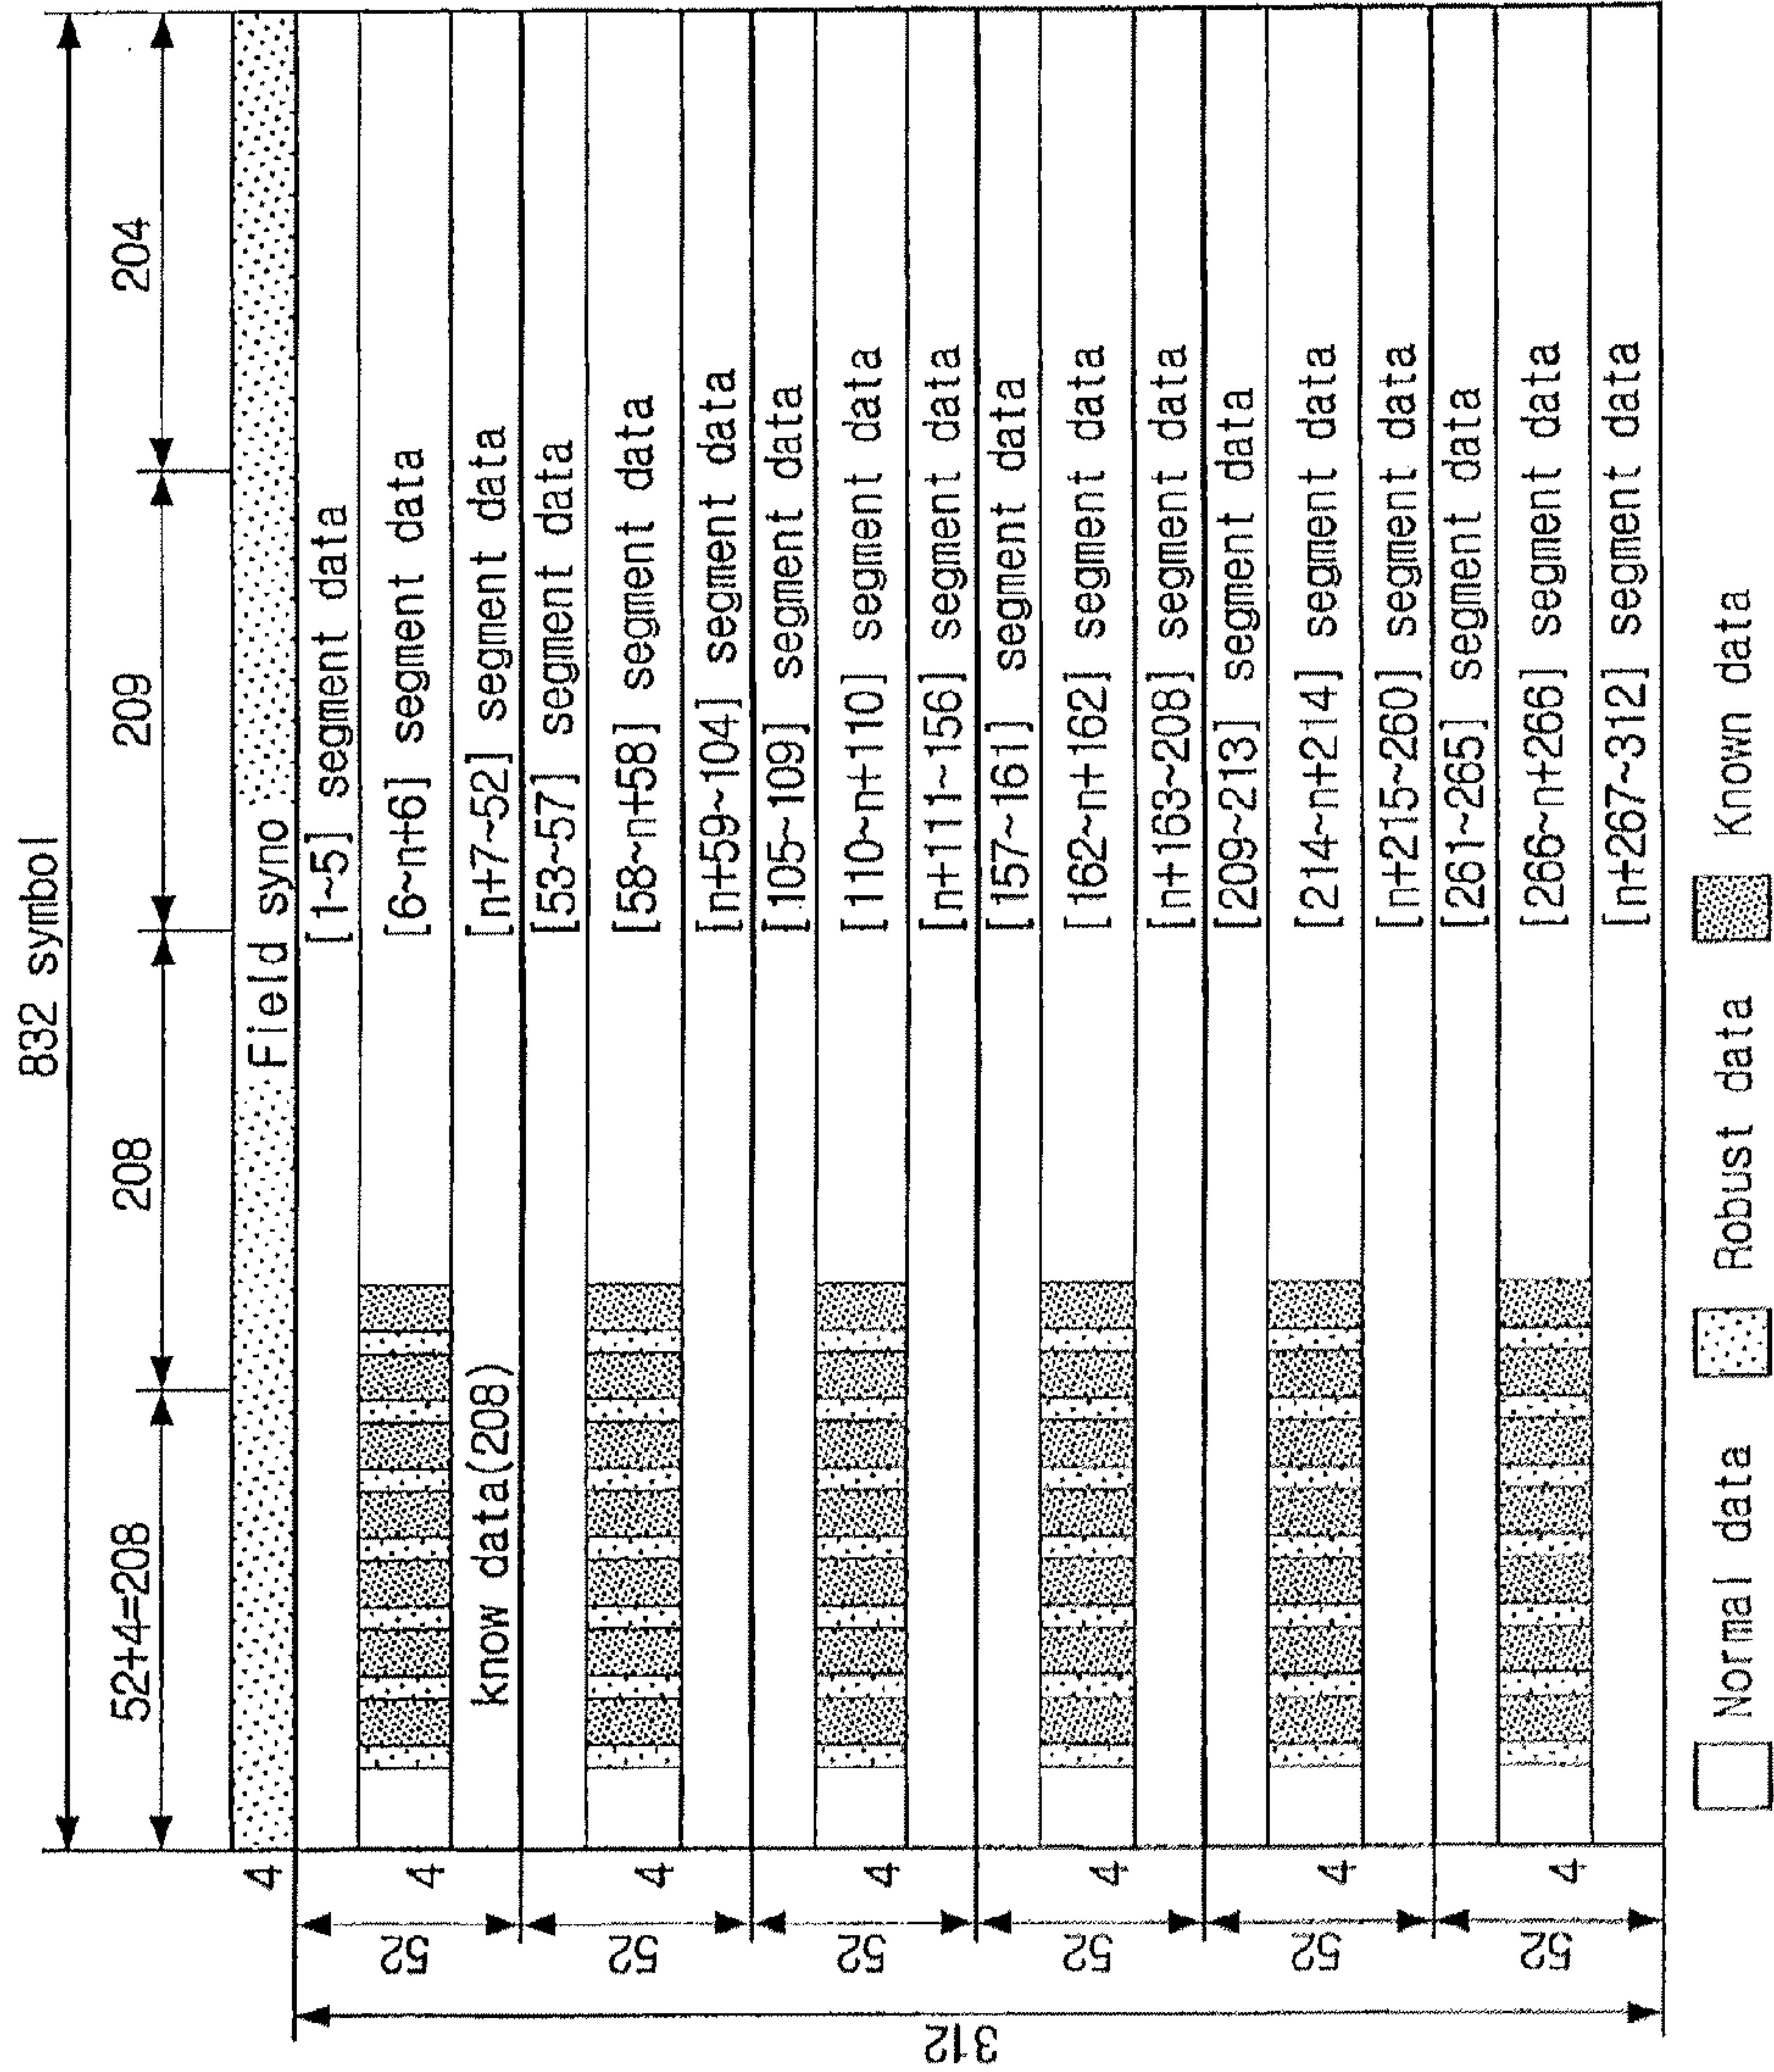 832 symbol
52+4=208
208
209
204
4
Field syno
[1~5] segment data
4
[6~n+6] segment data
52
know data(208)
[n+7~52] segment data
[53~57] segment data
4
[58~n+58] segment data
52
[n+59~104] segment data
[105~109] segment data
4
[110~n+110] segment data
52
[n+111~156] segment data
[157~161] segment data
4
[162~n+162] segment data
52
[n+163~208] segment data
[209~213] segment data
4
[214~n+214] segment data
52
[n+215~260] segment data
[261~265] segment data
4
[266~n+266] segment data
52
[n+267~312] segment data
312
Normal data
Robust data
Known data